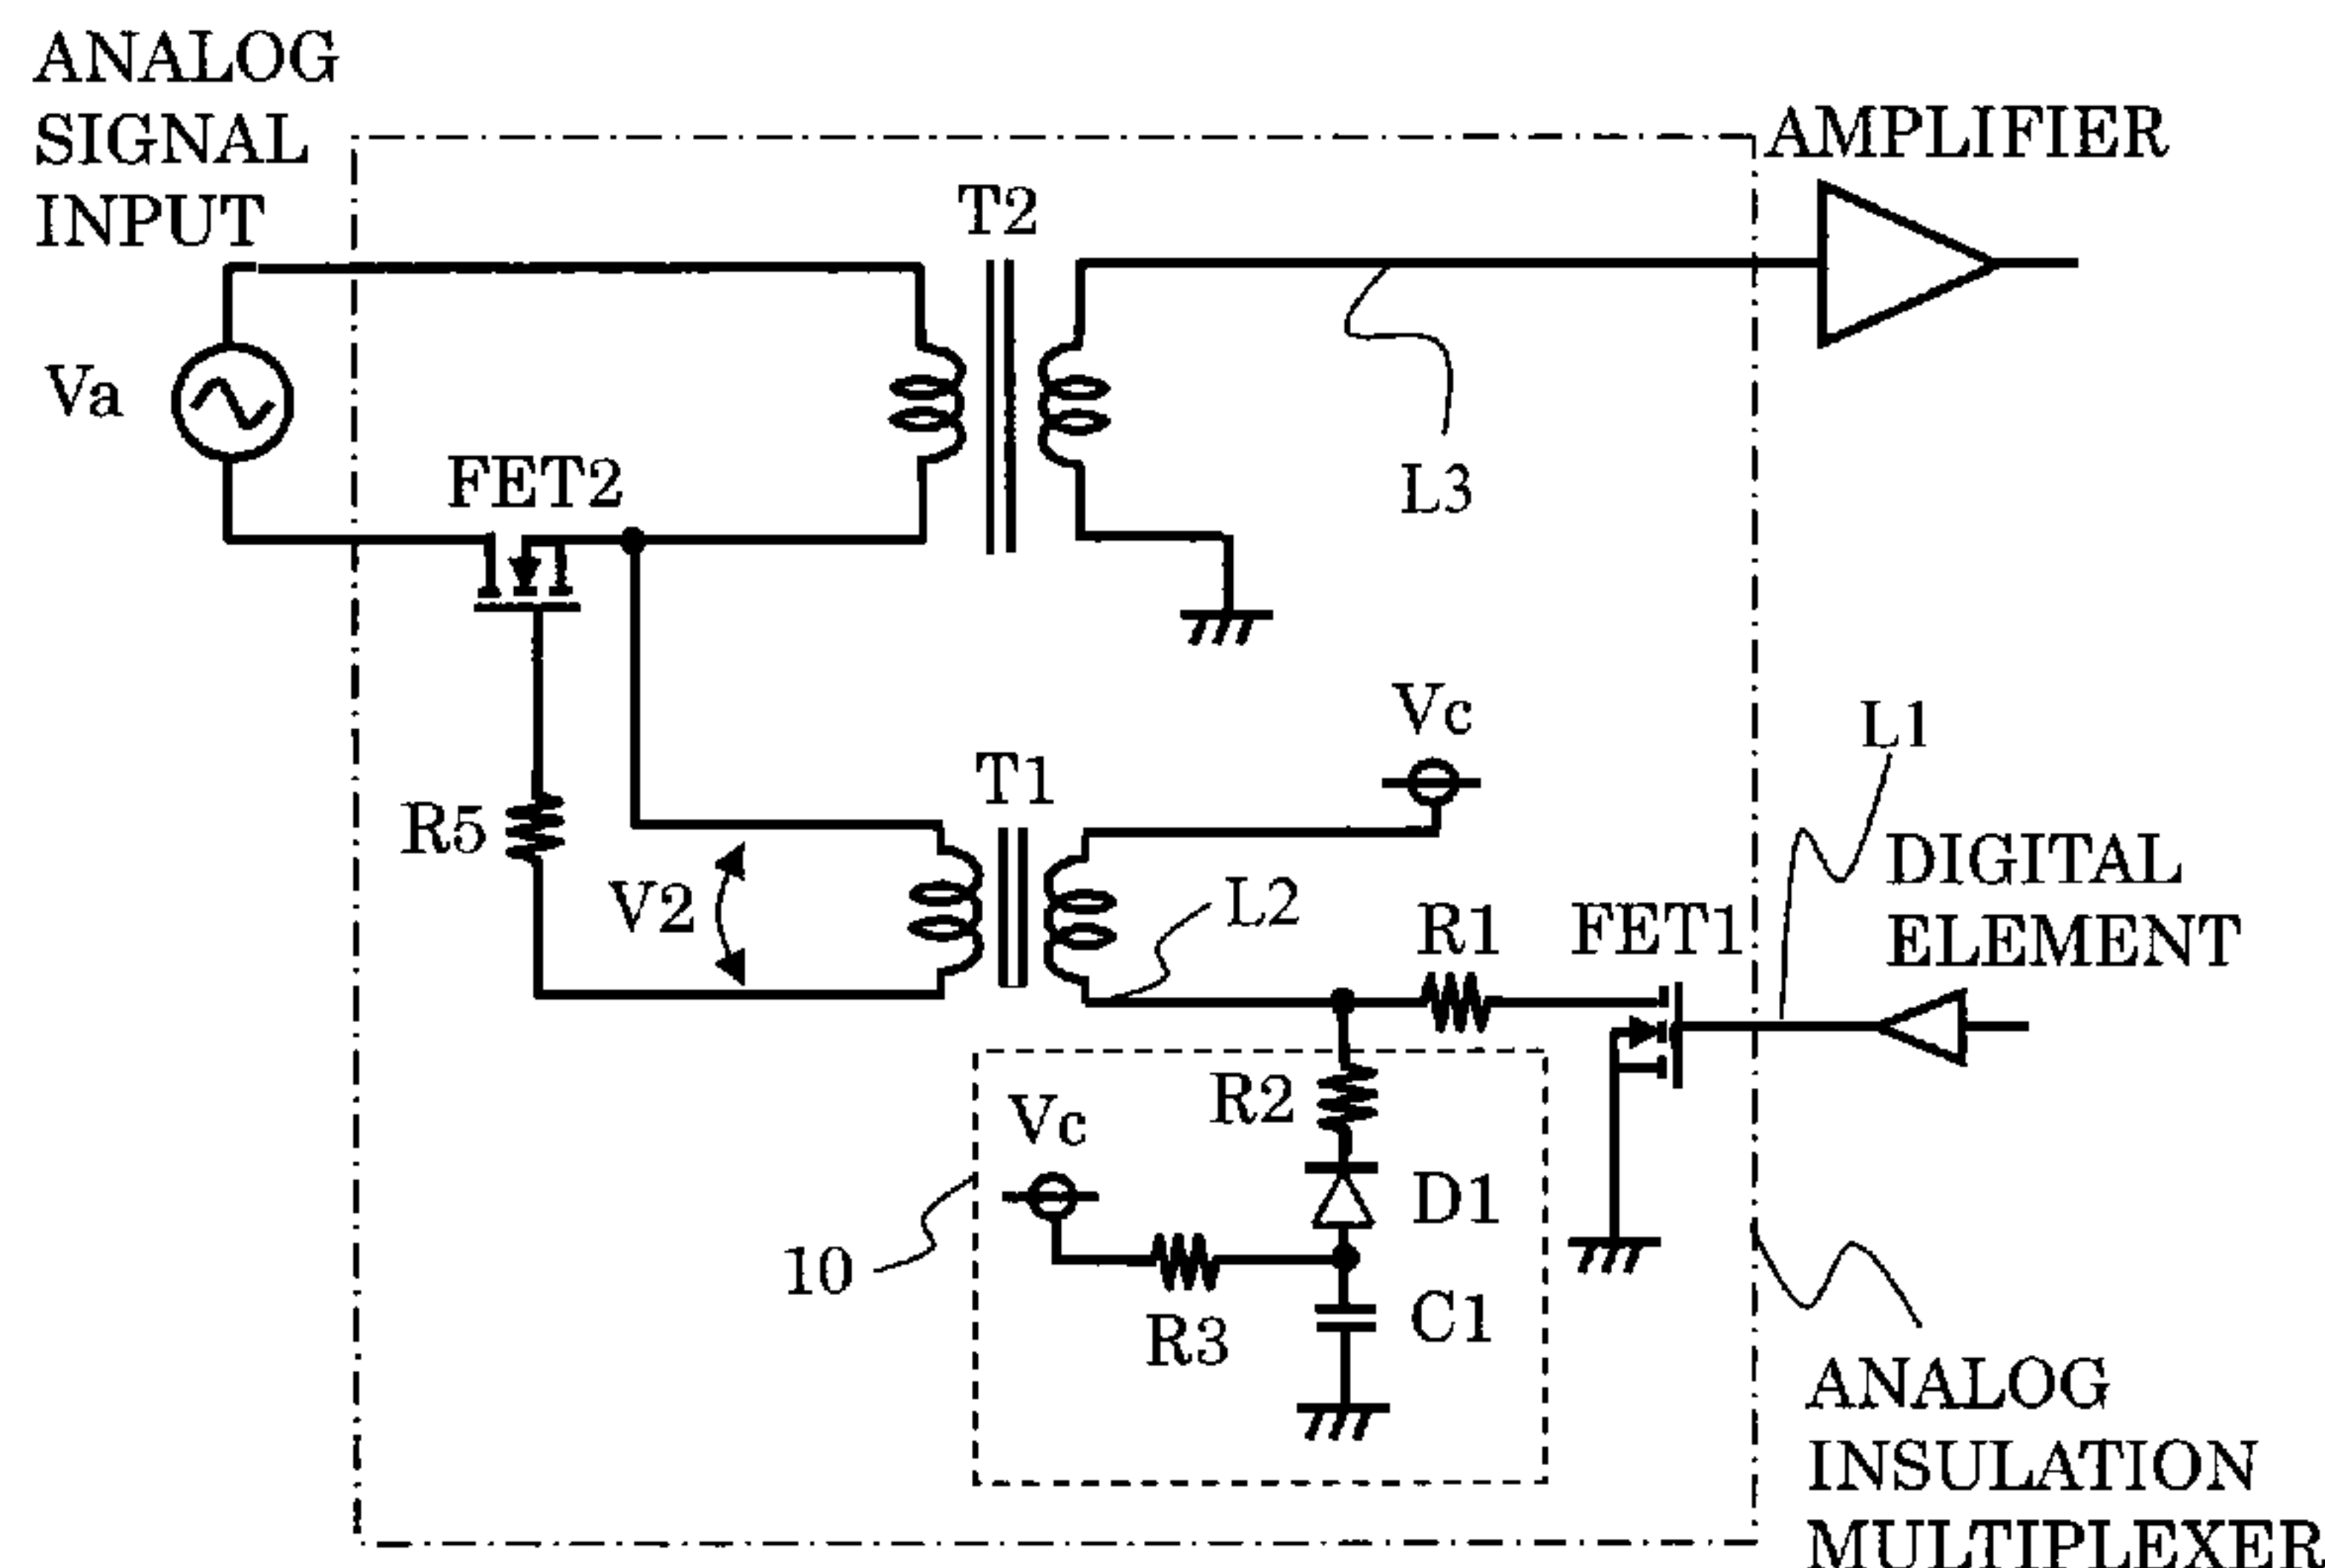 ANALOG
SIGNAL
INPUT
AMPLIFIER
T2
Va
FET2
L3
Vc
L1
T1
R5
DIGITAL
ELEMENT
V2
L2
R1
FET1
R2
Vc
D1
10
R3
C1
ANALOG
INSULATION
MULTIPLEXER